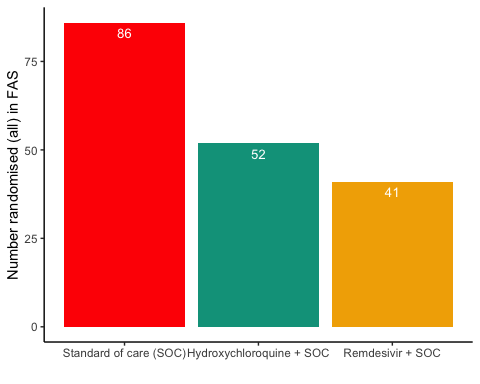 Number randomised (all) in FAS
75
50
25
0
86
52
41
Standard of care (SOC)
Hydroxychloroquine + SOC
Remdesivir + SOC